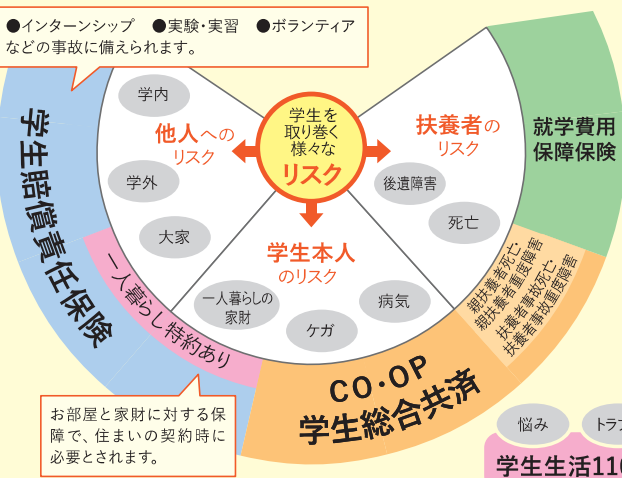 ●インターンシップ ●実験・実習 ●ボランティア
などの事故に備えられます。
学内
学外
大家
他人への
リスク
学生を
取り巻く
様々な
リスク
扶養者の
リスク
後遺障害
死亡
就学費用
保障保険
学生本人
のリスク
一人暮らしの
家財
ケガ
病気
学生賠償責任保険
一人暮らし特約あり
親扶養者死亡・
親扶養者重度障害
扶養者事故死亡・
扶養者事故重度障害
CO・OP
学生総合共済
お部屋と家財に対する保
障で、住まいの契約時に
必要とされます。
悩み
トラブ
学生生活110